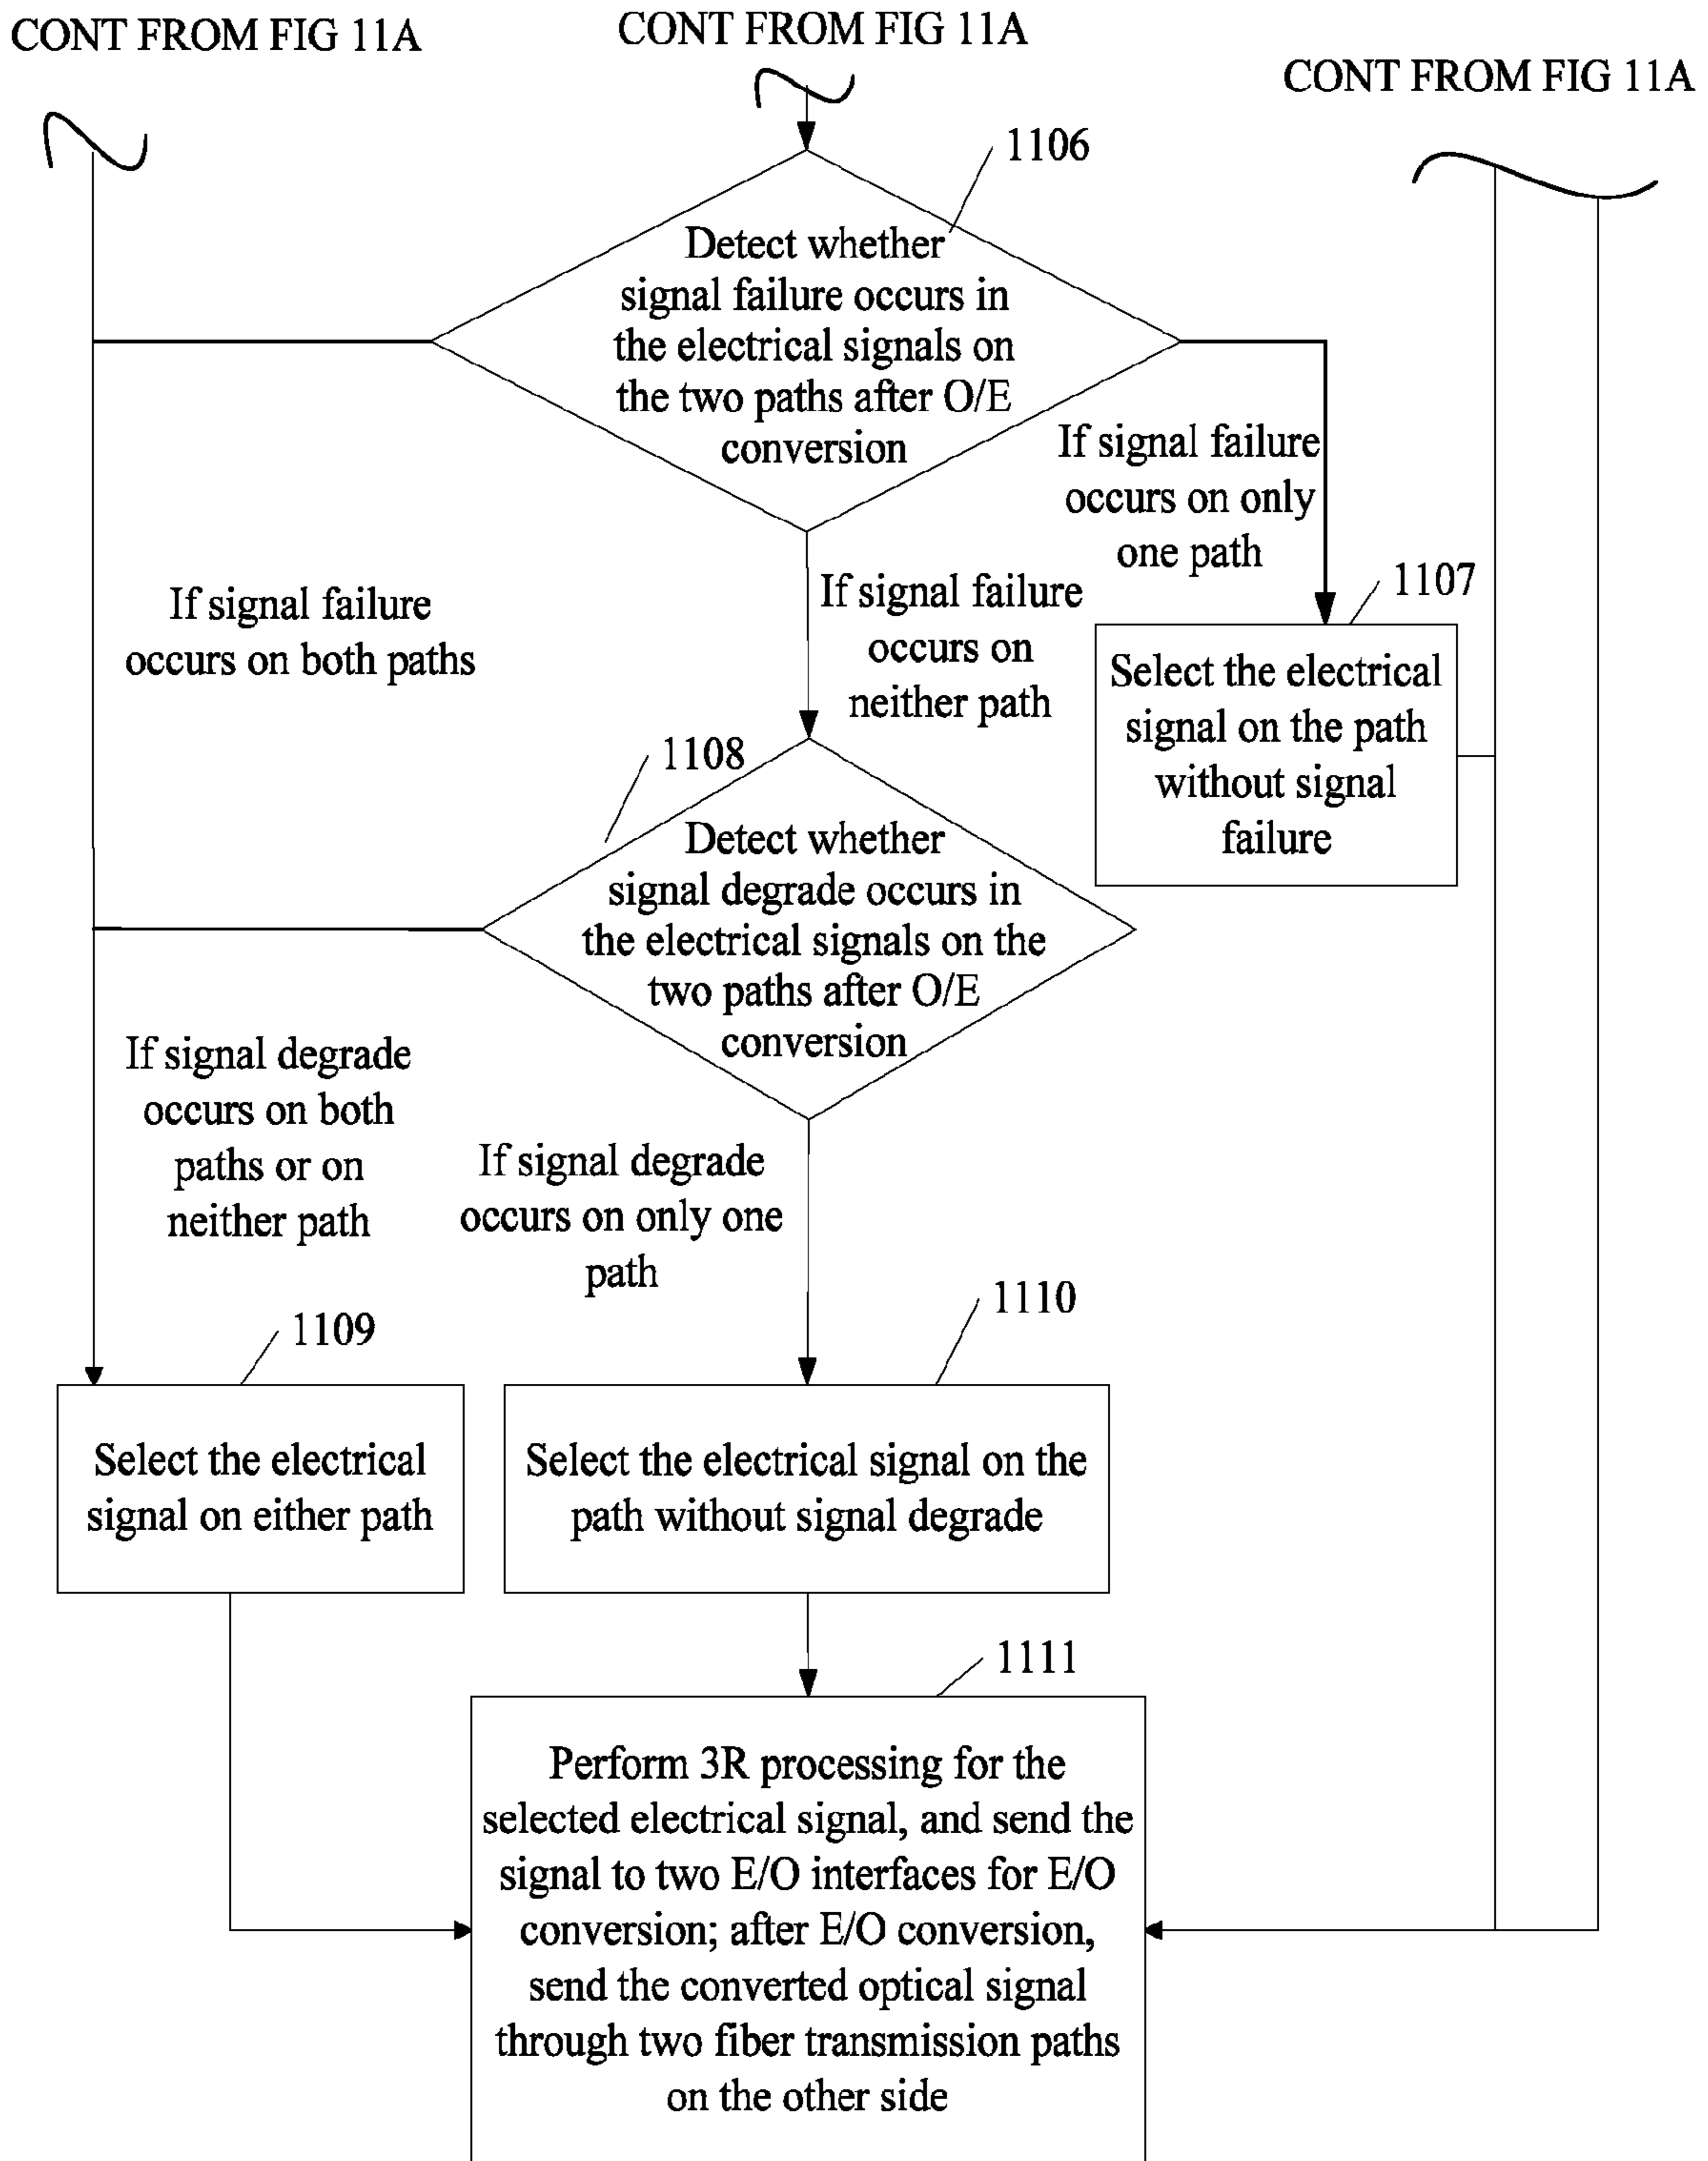 CONT FROM FIG 11A
CONT FROM FIG 11A
CONT FROM FIG 11A
1106
Detect whether
signal failure occurs in
the electrical signals on
the two paths after O/E
conversion
If signal failure
occurs on only
one path
1107
If signal failure
occurs on both paths
If signal failure
occurs on
neither path
Select the electrical
signal on the path
without signal
failure
1108
Detect whether
signal degrade occurs in
the electrical signals on the
two paths after O/E
conversion
If signal degrade
occurs on both
paths or on
neither path
If signal degrade
occurs on only one
path
1109
1110
Select the electrical
signal on either path
Select the electrical signal on the
path without signal degrade
1111
Perform 3R processing for the
selected electrical signal, and send the
signal to two E/O interfaces for E/O
conversion; after E/O conversion,
send the converted optical signal
through two fiber transmission paths
on the other side